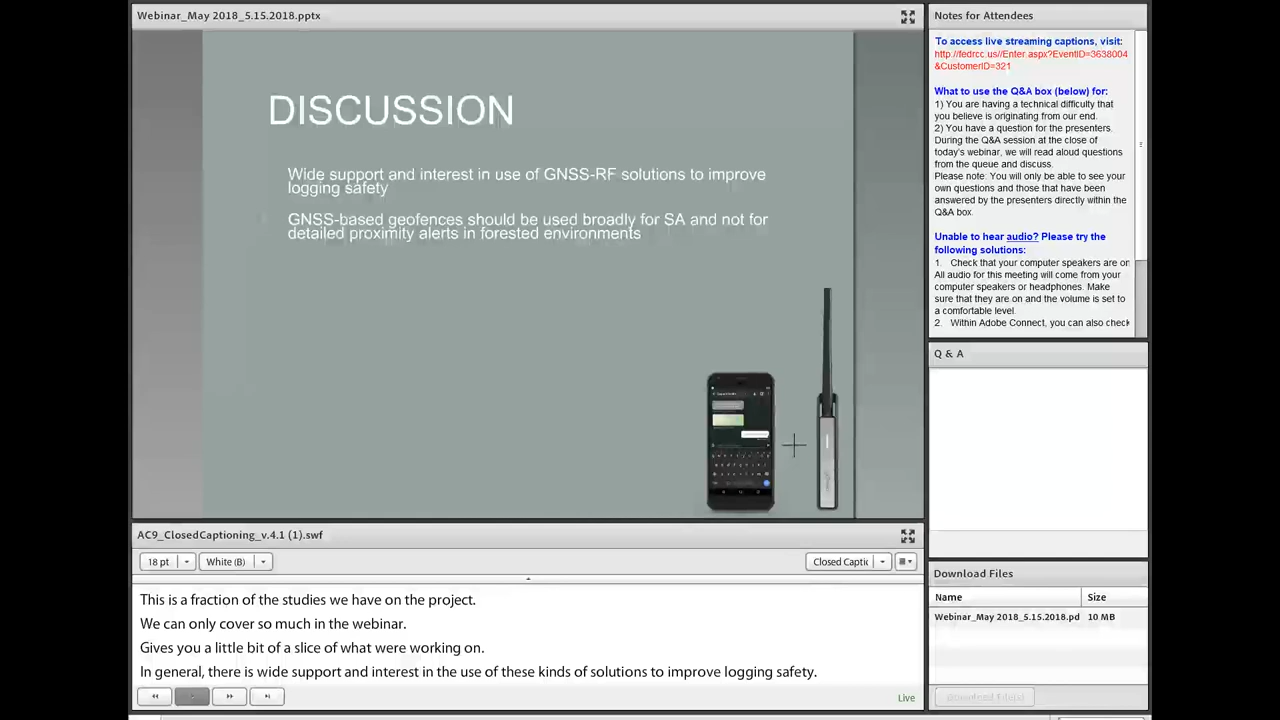 Webinar_May 2018_5.15.2018.pptx
DISCUSSION
Wide support and interest in use of GNSS-RF solutions to improve
logging safety
GNSS-based geofences should be used broadly for SA and not for
detailed proximity alerts in forested environments
AC9_ClosedCaptioning_v.4.1 (1).swf
18 pt
White (B)
Closed Captic
This is a fraction of the studies we have on the project.
We can only cover so much in the webinar.
Gives you a little bit of a slice of what were working on.
In general, there is wide support and interest in the use of these kinds of solutions to improve logging safety.
Live
Notes for Attendees
To access live streaming captions, visit:
http://fedrcc.us//Enter.aspx?EventID=3638004
&CustomerID=321
What to use the Q&A box (below) for:
1) You are having a technical difficulty that
you believe is originating from our end.
2) You have a question for the presenters.
During the Q&A session at the close of
today's webinar, we will read aloud questions
from the queue and discuss.
Please note: You will only be able to see your
own questions and those that have been
answered by the presenters directly within the
Q&A box.
Unable to hear audio? Please try the
following solutions:
1. Check that your computer speakers are on
All audio for this meeting will come from your
computer speakers or headphones. Make
sure that they are on and the volume is set to
a comfortable level.
2. Within Adobe Connect, you can also check
Q & A
Download Files
Name Size
Webinar_May 2018_5.15.2018.pd 10 MB
Download File(s)